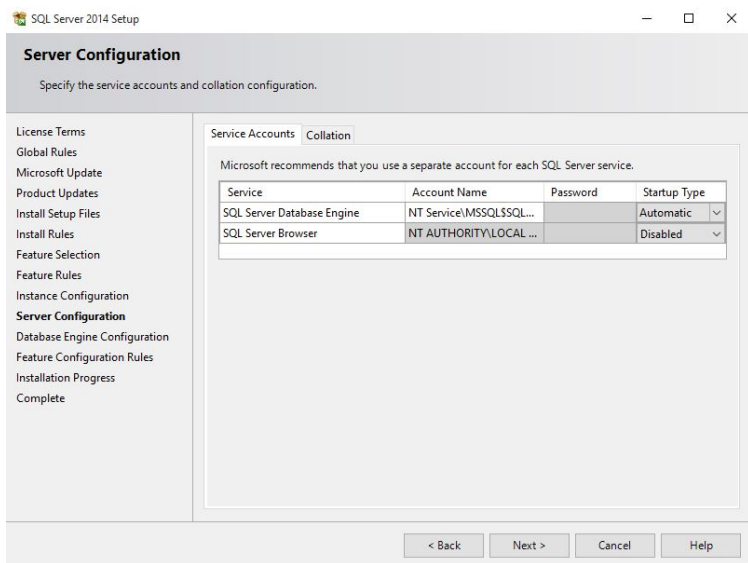 SQL Server 2014 Setup
Server Configuration
Specify the service accounts and collation configuration.
License Terms
Global Rules
Microsoft Update
Product Updates
Install Setup Files
Install Rules
Feature Selection
Feature Rules
Instance Configuration
Server Configuration
Database Engine Configuration
Feature Configuration Rules
Installation Progress
Complete
Service Accounts Collation
Microsoft recommends that you use a separate account for each SQL Server service.
Service Account Name Password Startup Type
SQL Server Database Engine NT Service\MSSQL$SQL... Automatic
SQL Server Browser NT AUTHORITY\LOCAL ... Disabled
< Back Next > Cancel Help